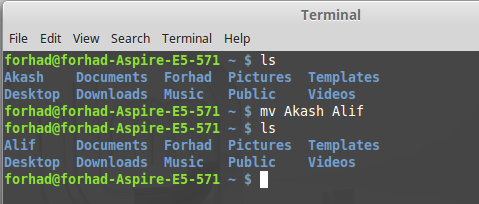 Terminal
File Edit View Search Terminal Help
forhad@forhad-Aspire-E5-571 ~ $ ls
Akash    Documents  Forhad  Pictures  Templates
Desktop  Downloads  Music   Public    Videos
forhad@forhad-Aspire-E5-571 ~ $ mv Akash Alif
forhad@forhad-Aspire-E5-571 ~ $ ls
Alif     Documents  Forhad  Pictures  Templates
Desktop  Downloads  Music   Public    Videos
forhad@forhad-Aspire-E5-571 ~ $